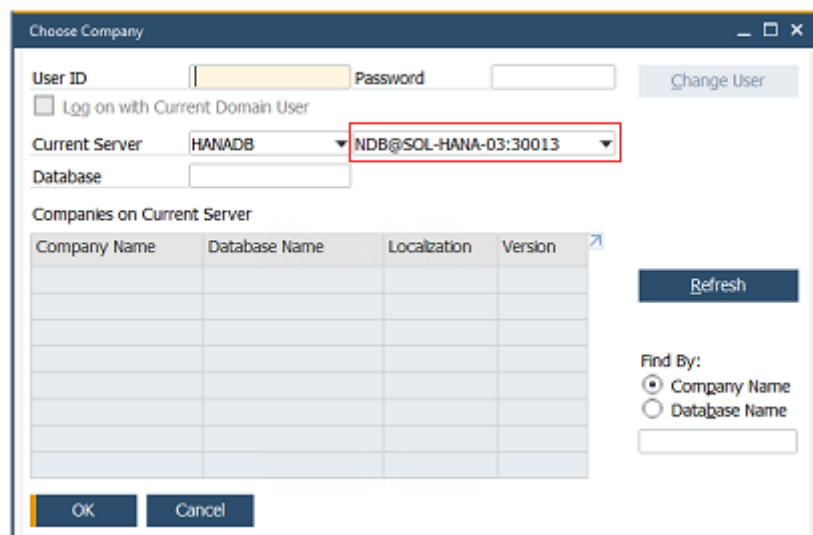 Choose Company
User ID Password Change User
Log on with Current Domain User
Current Server HANADB NDB@SOL-HANA-03:30013
Database
Companies on Current Server
Company Name Database Name Localization Version
Refresh
Find By:
Company Name
Database Name
OK Cancel